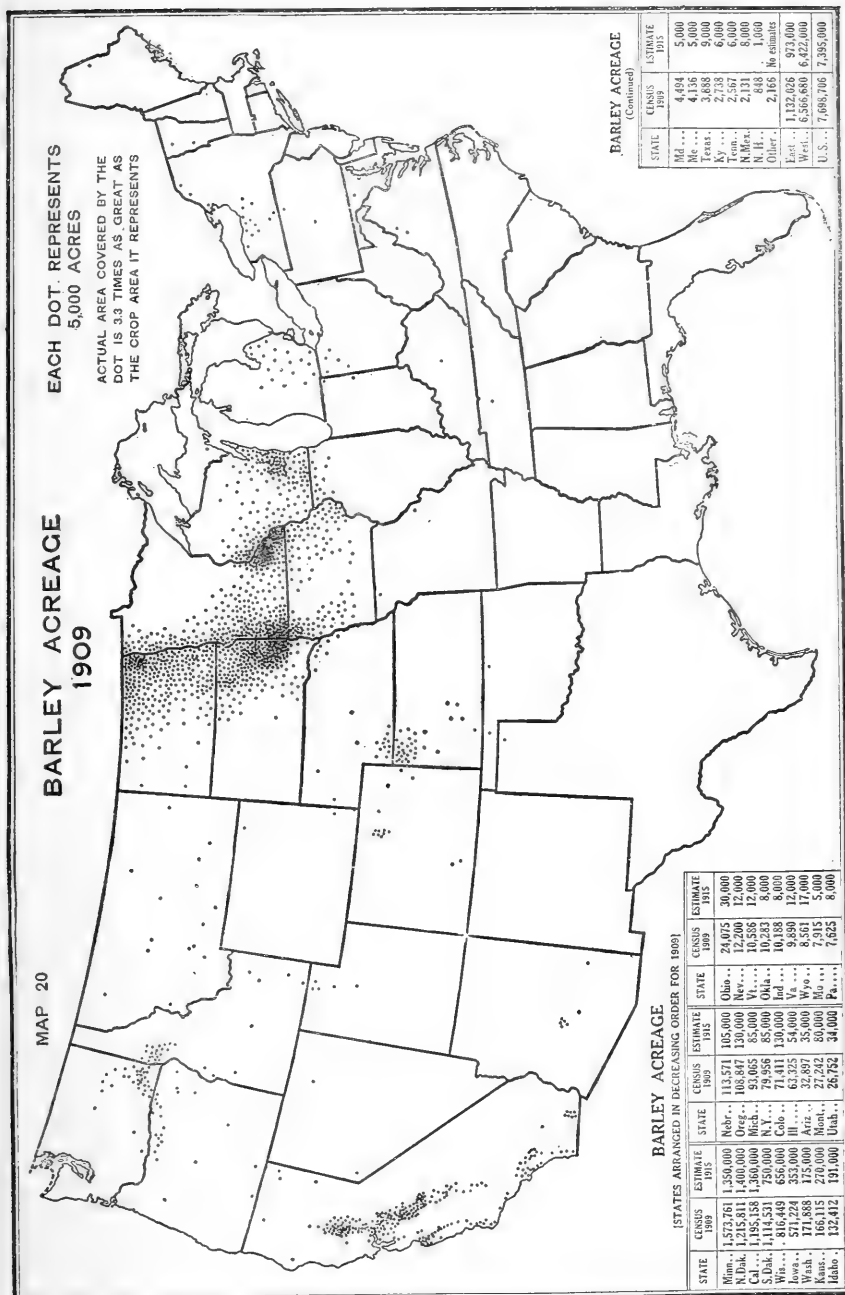 MAP 20
BARLEY ACREAGE
1909
EACH DOT REPRESENTS
5,000 ACRES
ACTUAL AREA COVERED BY THE
DOT IS 3.3 TIMES AS GREAT AS
THE CROP AREA IT REPRESENTS
BARLEY ACREAGE
[STATES ARRANGED IN DECREASING ORDER FOR 1909]
STATE CENSUS 1909 ESTIMATE 1915 STATE CENSUS 1909 ESTIMATE 1915 STATE CENSUS 1909 ESTIMATE 1915
Minn.. 1,573,761 1,350,000 Nebr.. 113,571 105,000 Ohio.. 24,075 30,000
N.Dak. 1,215,811 1,400,000 Oreg.. 108,847 130,000 Nev... 12,200 12,000
Cal... 1,195,158 1,360,000 Mich.. 93,065 85,000 Vt.... 10,586 12,000
S.Dak. 1,114,531 750,000 N.Y... 79,956 85,000 Okla.. 10,283 8,000
Wis... 816,449 656,000 Colo.. 71,411 130,000 Ind... 10,188 8,000
Iowa.. 571,224 353,000 Ill.... 63,325 54,000 Va.... 9,890 12,000
Wash. 171,888 175,000 Ariz.. 32,897 35,000 Wyo.. 8,561 17,000
Kans.. 166,115 270,000 Mont.. 27,242 80,000 Mo.... 7,915 5,000
Idaho. 132,412 191,000 Utah.. 26,752 34,000 Pa.... 7,625 8,000
BARLEY ACREAGE
(Continued)
STATE CENSUS 1909 ESTIMATE 1915
Md... 4,494 5,000
Me... 4,136 5,000
Texas. 3,888 9,000
Ky... 2,738 6,000
Tenn.. 2,567 6,000
N.Mex. 2,131 8,000
N.H.. 848 1,000
Other. 2,166 No estimates
East.. 1,132,026 973,000
West.. 6,566,680 6,422,000
U.S.. 7,698,706 7,395,000